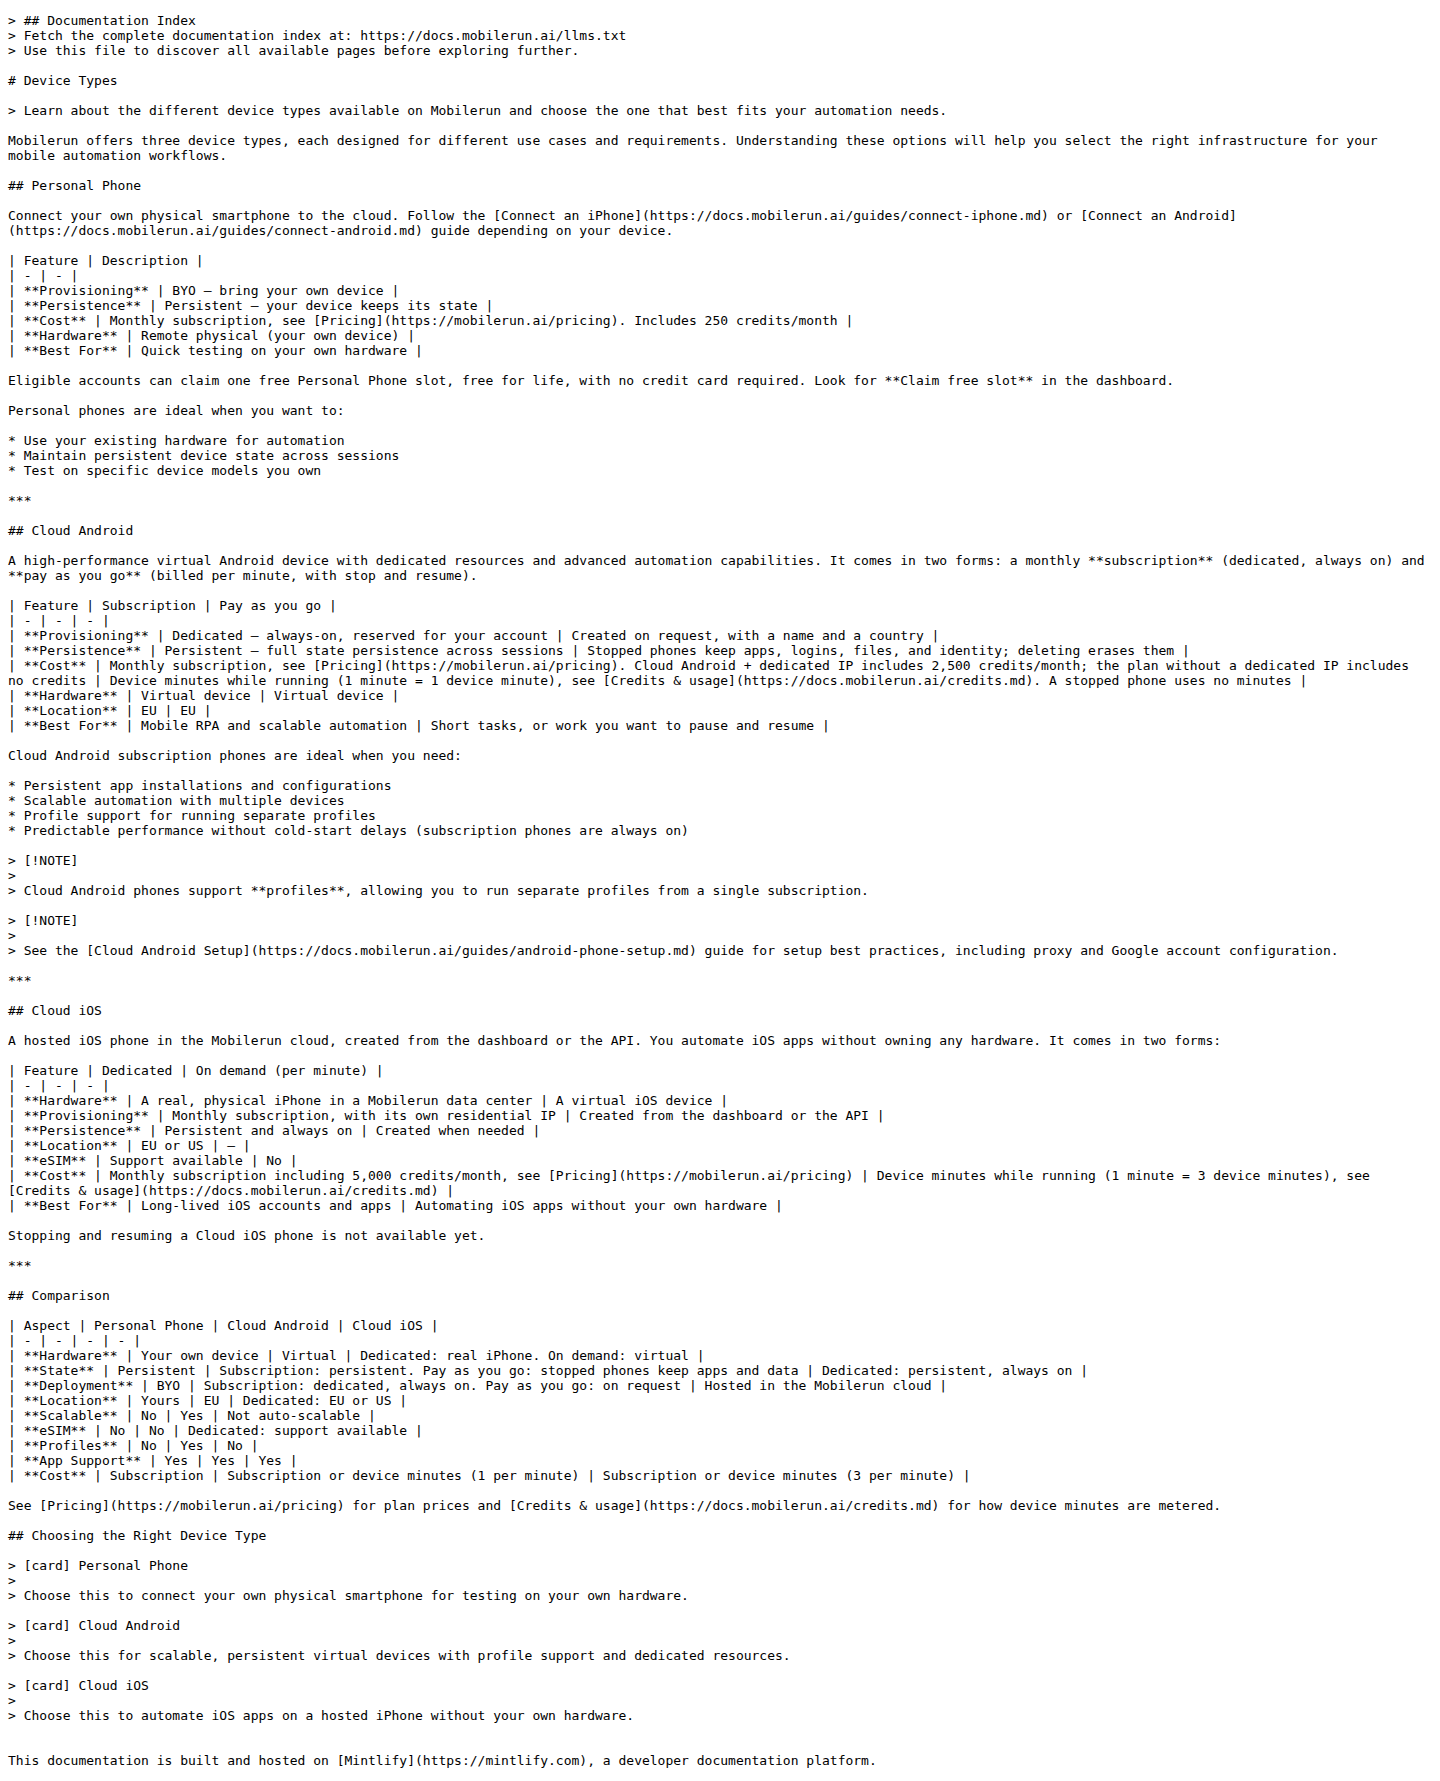 > ## Documentation Index
> Fetch the complete documentation index at: https://docs.mobilerun.ai/llms.txt
> Use this file to discover all available pages before exploring further.

# Device Types

> Learn about the different device types available on Mobilerun and choose the one that best fits your automation needs.

Mobilerun offers three device types, each designed for different use cases and requirements. Understanding these options will help you select the right infrastructure for your
mobile automation workflows.

## Personal Phone

Connect your own physical smartphone to the cloud. Follow the [Connect an iPhone](https://docs.mobilerun.ai/guides/connect-iphone.md) or [Connect an Android]
(https://docs.mobilerun.ai/guides/connect-android.md) guide depending on your device.

| Feature | Description |
| - | - |
| **Provisioning** | BYO — bring your own device |
| **Persistence** | Persistent — your device keeps its state |
| **Cost** | Monthly subscription, see [Pricing](https://mobilerun.ai/pricing). Includes 250 credits/month |
| **Hardware** | Remote physical (your own device) |
| **Best For** | Quick testing on your own hardware |

Eligible accounts can claim one free Personal Phone slot, free for life, with no credit card required. Look for **Claim free slot** in the dashboard.

Personal phones are ideal when you want to:

* Use your existing hardware for automation
* Maintain persistent device state across sessions
* Test on specific device models you own

***

## Cloud Android

A high-performance virtual Android device with dedicated resources and advanced automation capabilities. It comes in two forms: a monthly **subscription** (dedicated, always on) and
**pay as you go** (billed per minute, with stop and resume).

| Feature | Subscription | Pay as you go |
| - | - | - |
| **Provisioning** | Dedicated — always-on, reserved for your account | Created on request, with a name and a country |
| **Persistence** | Persistent — full state persistence across sessions | Stopped phones keep apps, logins, files, and identity; deleting erases them |
| **Cost** | Monthly subscription, see [Pricing](https://mobilerun.ai/pricing). Cloud Android + dedicated IP includes 2,500 credits/month; the plan without a dedicated IP includes
no credits | Device minutes while running (1 minute = 1 device minute), see [Credits & usage](https://docs.mobilerun.ai/credits.md). A stopped phone uses no minutes |
| **Hardware** | Virtual device | Virtual device |
| **Location** | EU | EU |
| **Best For** | Mobile RPA and scalable automation | Short tasks, or work you want to pause and resume |

Cloud Android subscription phones are ideal when you need:

* Persistent app installations and configurations
* Scalable automation with multiple devices
* Profile support for running separate profiles
* Predictable performance without cold-start delays (subscription phones are always on)

> [!NOTE]
>
> Cloud Android phones support **profiles**, allowing you to run separate profiles from a single subscription.

> [!NOTE]
>
> See the [Cloud Android Setup](https://docs.mobilerun.ai/guides/android-phone-setup.md) guide for setup best practices, including proxy and Google account configuration.

***

## Cloud iOS

A hosted iOS phone in the Mobilerun cloud, created from the dashboard or the API. You automate iOS apps without owning any hardware. It comes in two forms:

| Feature | Dedicated | On demand (per minute) |
| - | - | - |
| **Hardware** | A real, physical iPhone in a Mobilerun data center | A virtual iOS device |
| **Provisioning** | Monthly subscription, with its own residential IP | Created from the dashboard or the API |
| **Persistence** | Persistent and always on | Created when needed |
| **Location** | EU or US | — |
| **eSIM** | Support available | No |
| **Cost** | Monthly subscription including 5,000 credits/month, see [Pricing](https://mobilerun.ai/pricing) | Device minutes while running (1 minute = 3 device minutes), see
[Credits & usage](https://docs.mobilerun.ai/credits.md) |
| **Best For** | Long-lived iOS accounts and apps | Automating iOS apps without your own hardware |

Stopping and resuming a Cloud iOS phone is not available yet.

***

## Comparison

| Aspect | Personal Phone | Cloud Android | Cloud iOS |
| - | - | - | - |
| **Hardware** | Your own device | Virtual | Dedicated: real iPhone. On demand: virtual |
| **State** | Persistent | Subscription: persistent. Pay as you go: stopped phones keep apps and data | Dedicated: persistent, always on |
| **Deployment** | BYO | Subscription: dedicated, always on. Pay as you go: on request | Hosted in the Mobilerun cloud |
| **Location** | Yours | EU | Dedicated: EU or US |
| **Scalable** | No | Yes | Not auto-scalable |
| **eSIM** | No | No | Dedicated: support available |
| **Profiles** | No | Yes | No |
| **App Support** | Yes | Yes | Yes |
| **Cost** | Subscription | Subscription or device minutes (1 per minute) | Subscription or device minutes (3 per minute) |

See [Pricing](https://mobilerun.ai/pricing) for plan prices and [Credits & usage](https://docs.mobilerun.ai/credits.md) for how device minutes are metered.

## Choosing the Right Device Type

> [card] Personal Phone
>
> Choose this to connect your own physical smartphone for testing on your own hardware.

> [card] Cloud Android
>
> Choose this for scalable, persistent virtual devices with profile support and dedicated resources.

> [card] Cloud iOS
>
> Choose this to automate iOS apps on a hosted iPhone without your own hardware.


This documentation is built and hosted on [Mintlify](https://mintlify.com), a developer documentation platform.